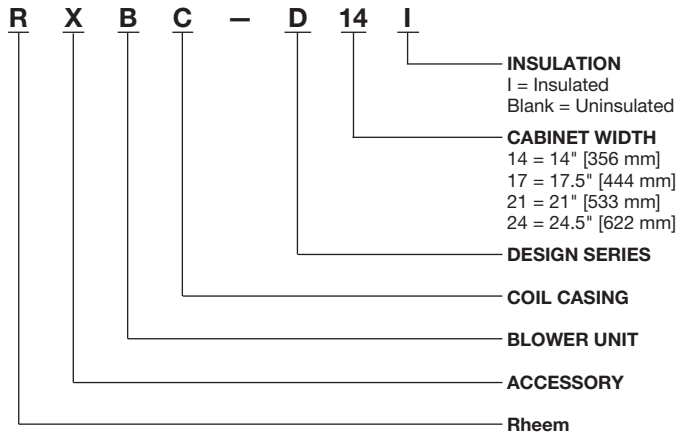 R X B C — D 14 I
INSULATION
I = Insulated
Blank = Uninsulated
CABINET WIDTH
14 = 14" [356 mm]
17 = 17.5" [444 mm]
21 = 21" [533 mm]
24 = 24.5" [622 mm]
DESIGN SERIES
COIL CASING
BLOWER UNIT
ACCESSORY
Rheem